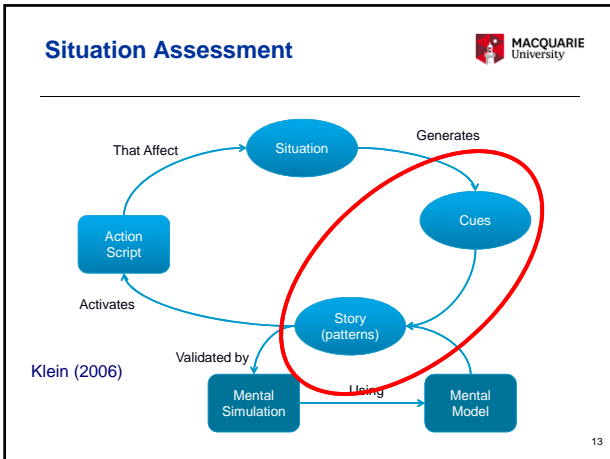 Situation Assessment
MACQUARIE
University
Generates
That Affect
Situation
Cues
Action
Script
Activates
Story
(patterns)
Validated by
Klein (2006)
Using
Mental
Simulation
Mental
Model
13